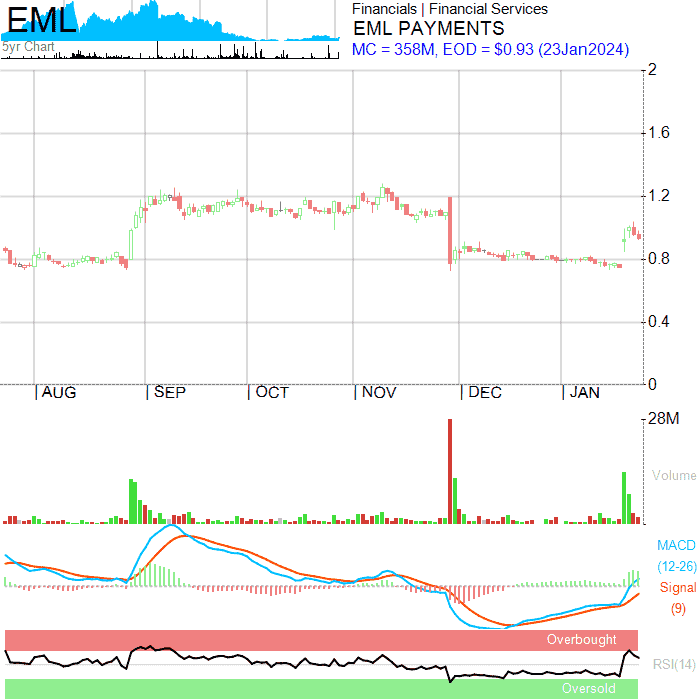 EML
5yr Chart
Financials | Financial Services
EML PAYMENTS
MC = 358M, EOD = $0.93 (23Jan2024)
2
1.6
1.2
0.8
0.4
0
|AUG |SEP |OCT |NOV |DEC |JAN
28M
Volume
MACD
(12-26)
Signal
(9)
Overbought
RSI(14)
Oversold